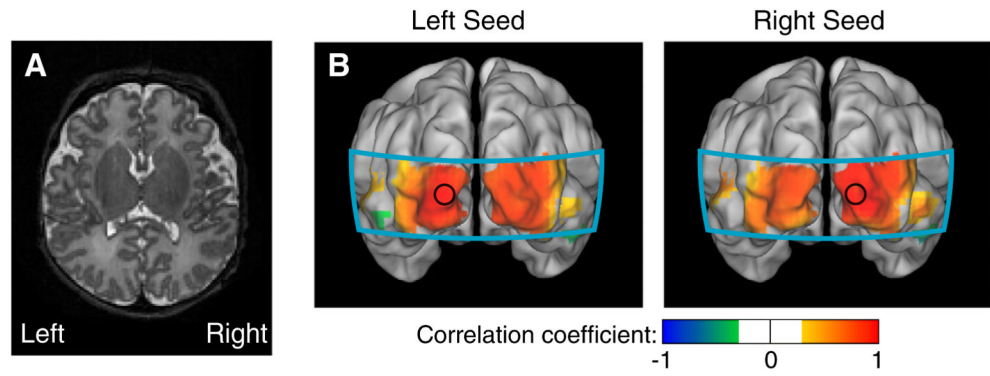 Left Seed
Right Seed
A
B
Left
Right
Correlation coefficient:
-1
0
1